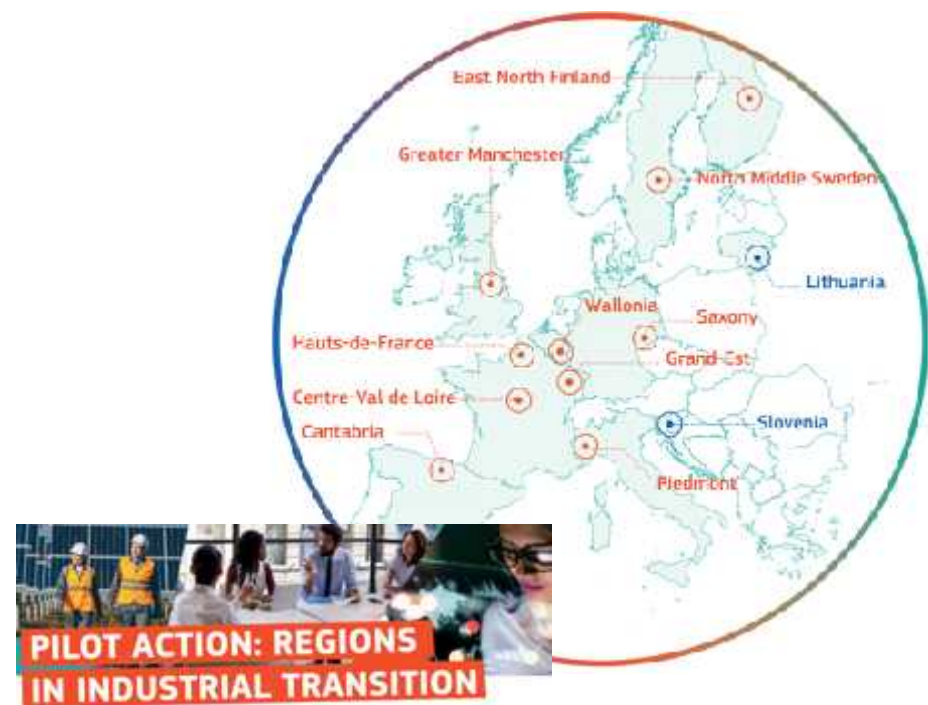 East North Finland
Greater Manchester
North Middle Sweden
Lithuania
Wallonia
Saxony
Hauts-de-France
Grand-Est
Centre-Val de Loire
Slovenia
Cantabria
Piedmont
PILOT ACTION: REGIONS
IN INDUSTRIAL TRANSITION